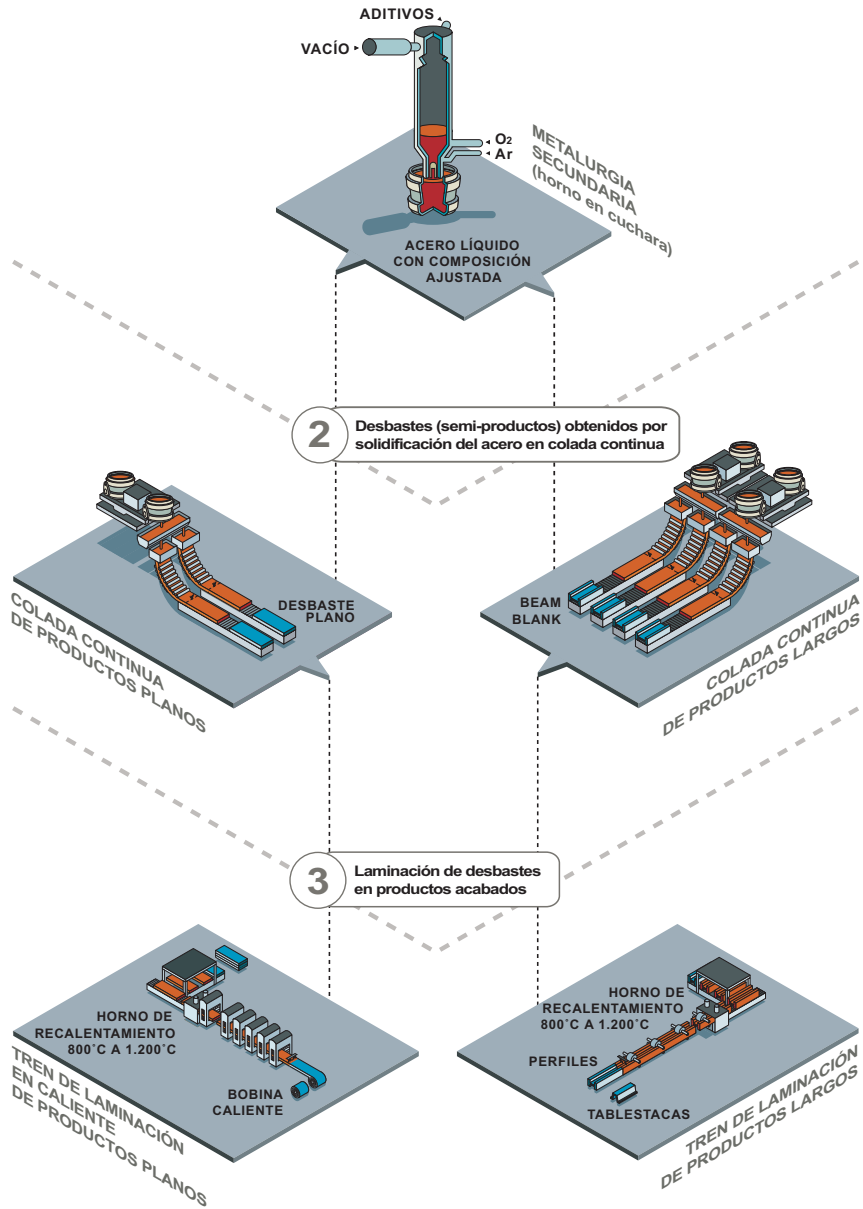 ADITIVOS
VACÍO
O2
Ar
METALURGIA
SECUNDARIA
(horno en cuchara)
ACERO LÍQUIDO
CON COMPOSICIÓN
AJUSTADA
2
Desbastes (semi-productos) obtenidos por
solidificación del acero en colada continua
DESBASTE
PLANO
COLADA CONTINUA
DE PRODUCTOS PLANOS
BEAM
BLANK
COLADA CONTINUA
DE PRODUCTOS LARGOS
3
Laminación de desbastes
en productos acabados
HORNO DE
RECALENTAMIENTO
800˚C A 1.200˚C
BOBINA
CALIENTE
TREN DE LAMINACIÓN
EN CALIENTE
DE PRODUCTOS PLANOS
HORNO DE
RECALENTAMIENTO
800˚C A 1.200˚C
PERFILES
TABLESTACAS
TREN DE LAMINACIÓN
DE PRODUCTOS LARGOS